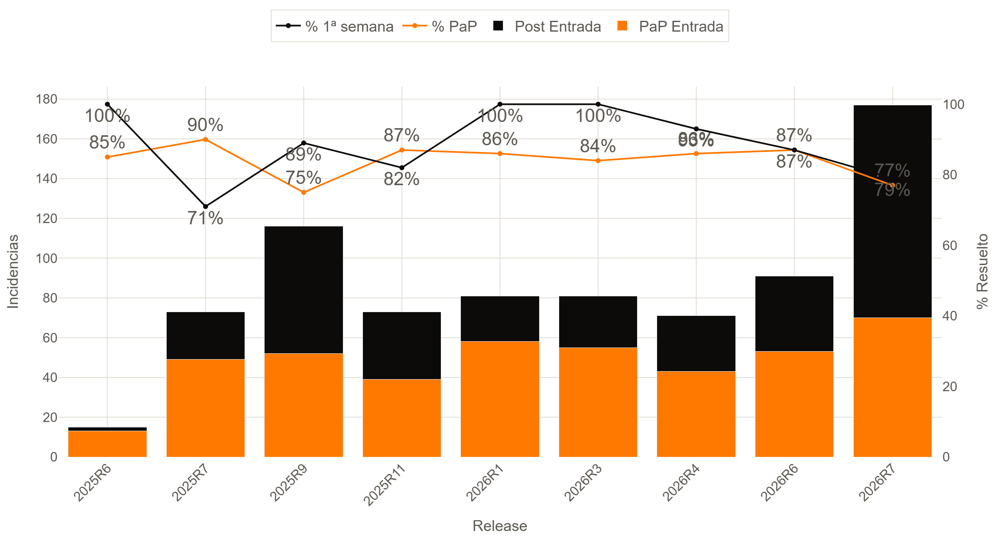 % 1ª semana
% PaP
Post Entrada
PaP Entrada
180
160
140
120
100
80
60
40
20
0
Incidencias
100%
85%
90%
71%
89%
75%
87%
82%
100%
86%
100%
84%
86%
93%
87%
87%
77%
79%
100
80
60
40
20
0
% Resuelto
2025R6
2025R7
2025R9
2025R11
2026R1
2026R3
2026R4
2026R6
2026R7
Release